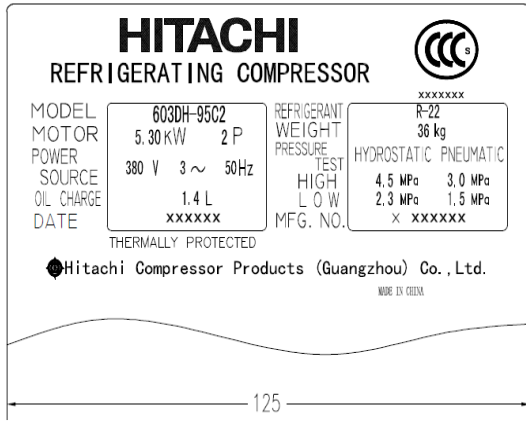 HITACHI
CCC S
REFRIGERATING COMPRESSOR
xxxxxxx
MODEL 603DH-95C2
MOTOR 5.30 KW 2 P
POWER SOURCE 380 V 3 ～ 50Hz
OIL CHARGE 1.4 L
DATE xxxxxx
THERMALLY PROTECTED
REFRIGERANT R-22
WEIGHT 36 kg
PRESSURE TEST HYDROSTATIC PNEUMATIC
HIGH 4.5 MPa 3.0 MPa
LOW 2.3 MPa 1.5 MPa
MFG. NO. × xxxxxx
Hitachi Compressor Products (Guangzhou) Co.,Ltd.
MADE IN CHINA
125